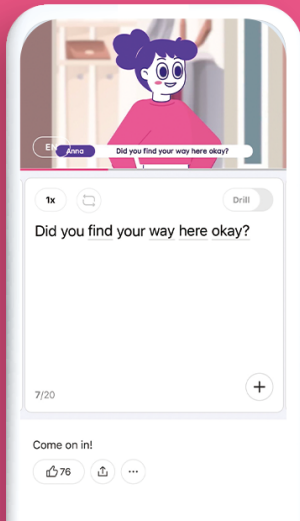 Anna Did you find your way here okay?
1x Drill
Did you find your way here okay?
7/20
+
Come on in!
76 ...